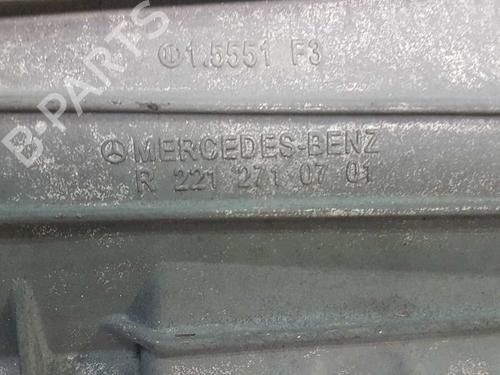 1.5551 F3
MERCEDES-BENZ
R 221 271 07 01
B-PARTS